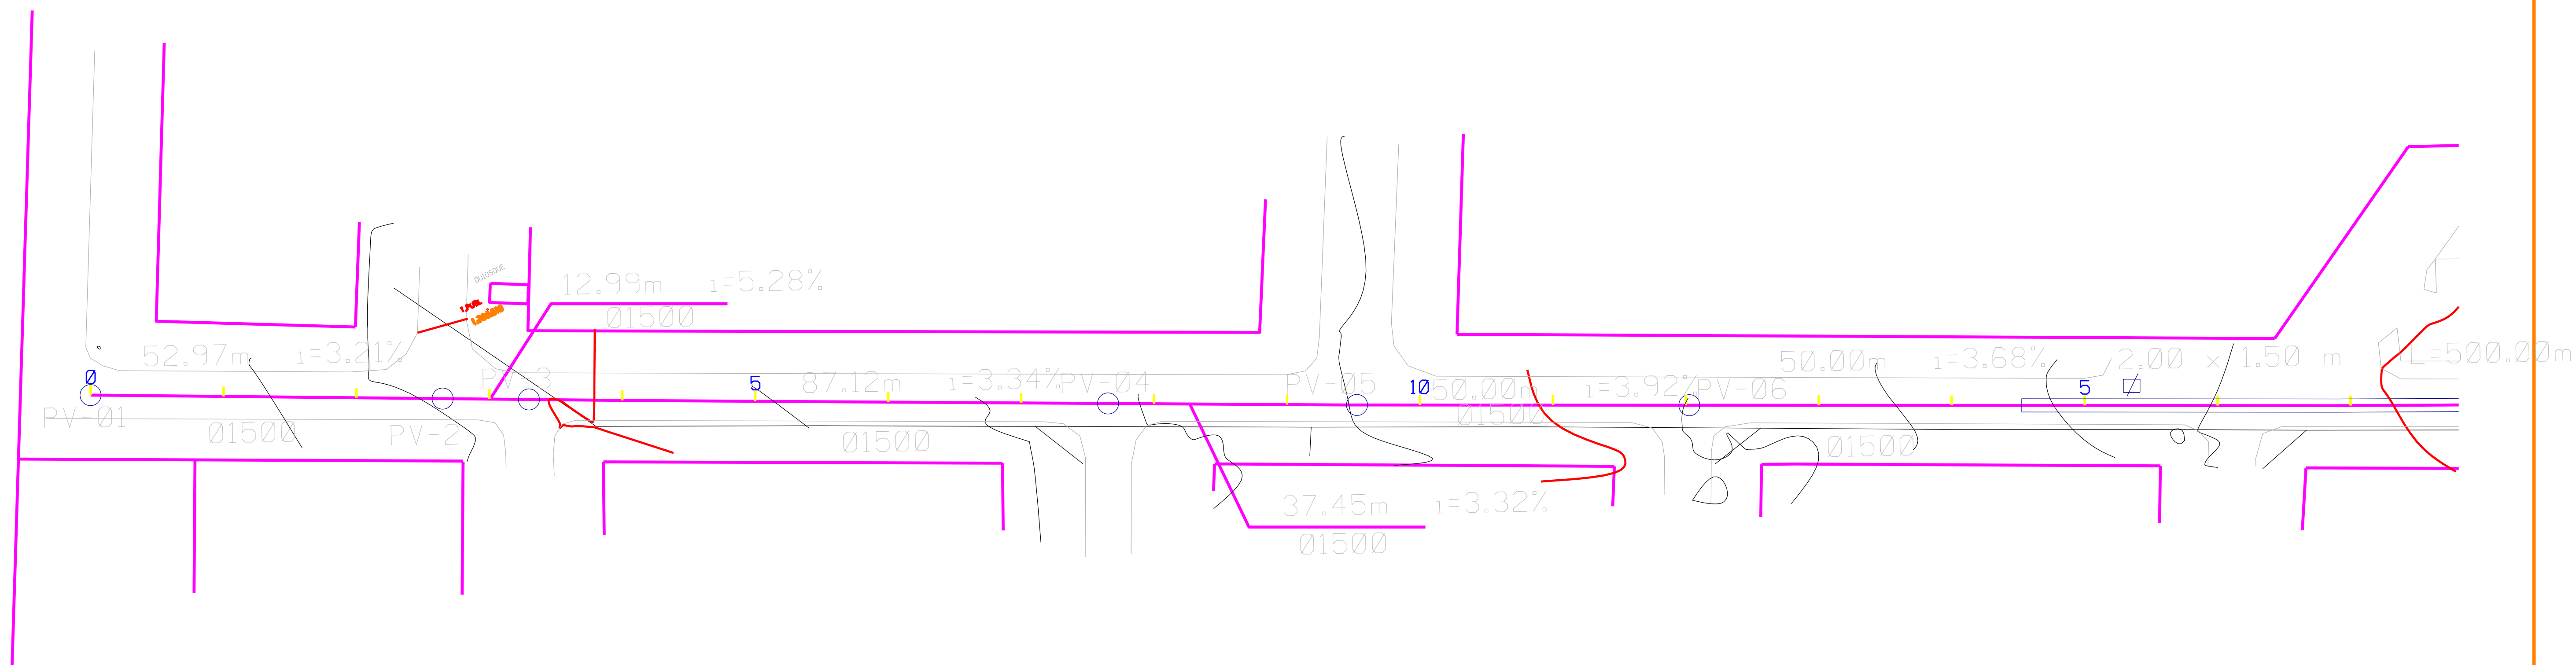 QUIOSQUE
12.99m ı=5.28%
Ø1500
52.97m ı=3.21%
PV-3
87.12m ı=3.34%
PV-04
PV-05
50.00m ı=3.92%
PV-06
50.00m ı=3.68%
2.00 x 1.50 m
L=500.00m
0
5
10
5
PV-01
Ø1500
PV-2
Ø1500
Ø1500
Ø1500
37.45m ı=3.32%
Ø1500